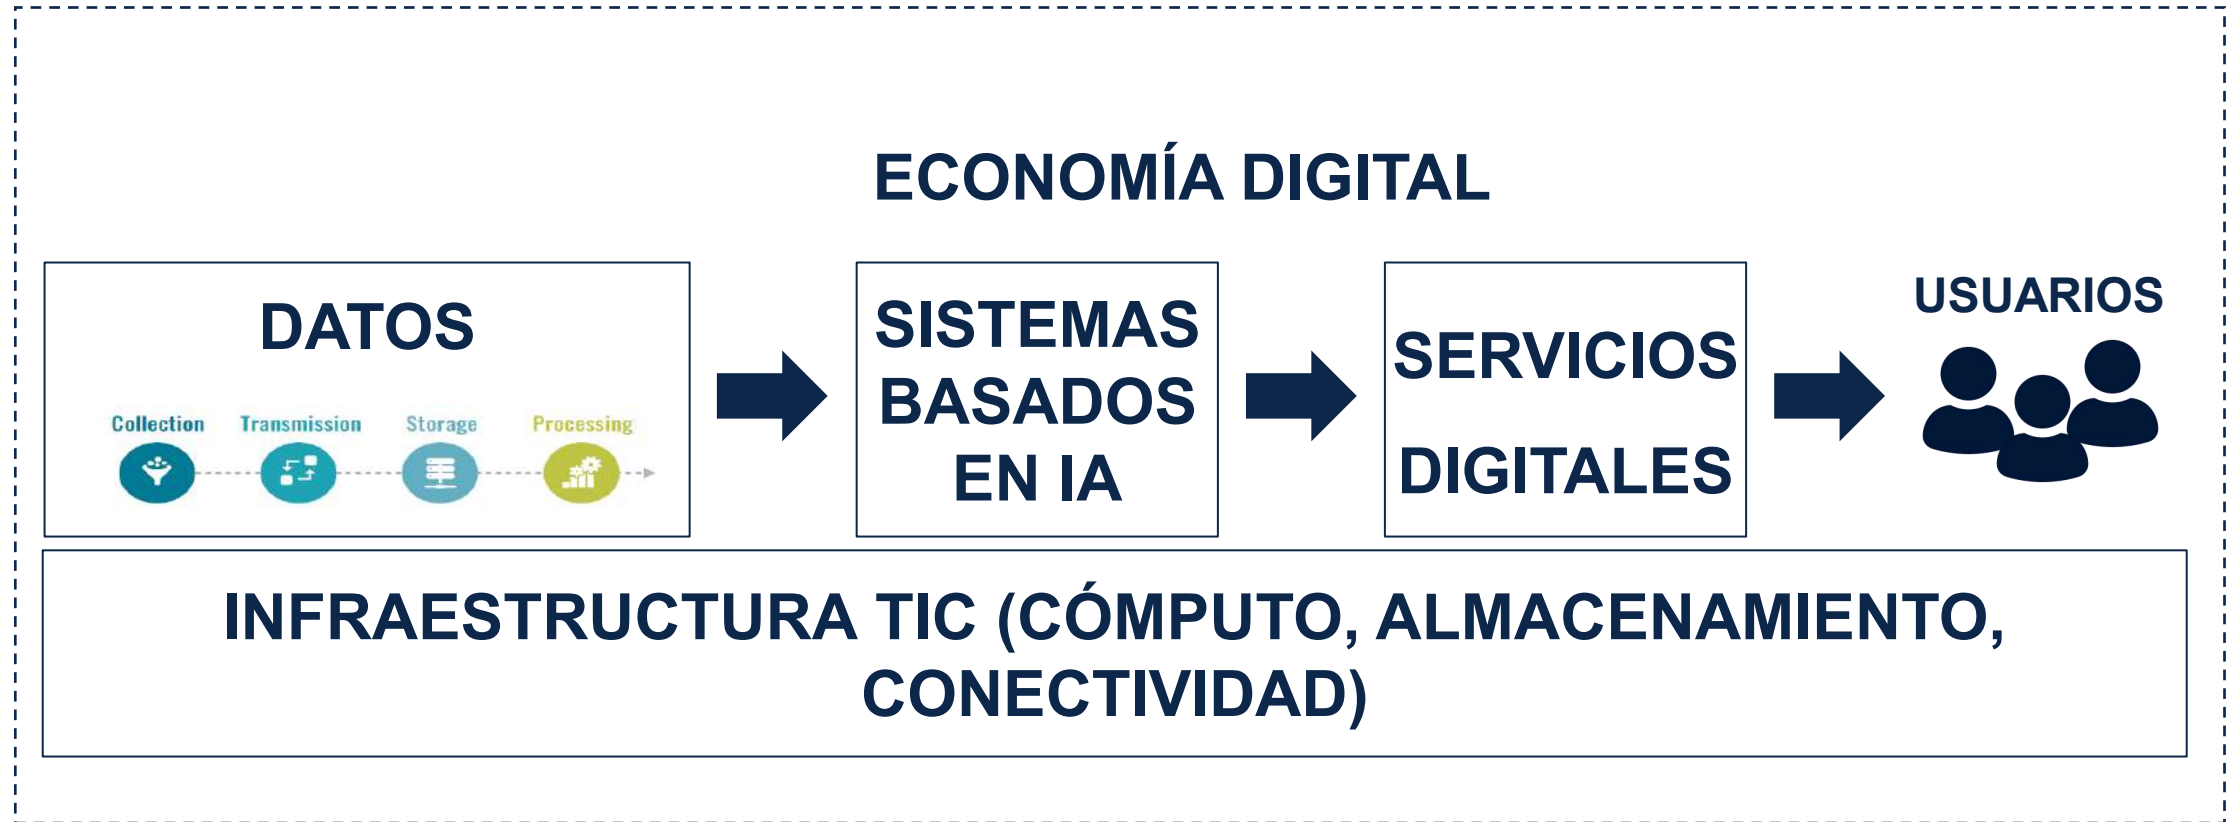 ECONOMÍA DIGITAL
DATOS
Collection Transmission Storage Processing
SISTEMAS
BASADOS
EN IA
SERVICIOS
DIGITALES
USUARIOS
INFRAESTRUCTURA TIC (CÓMPUTO, ALMACENAMIENTO,
CONECTIVIDAD)